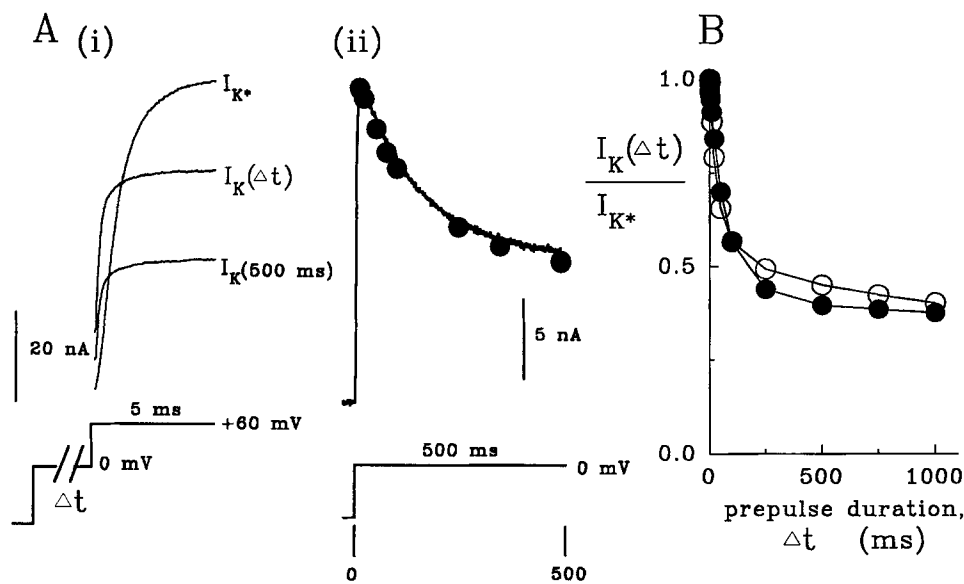 A (i)
I_K*
I_K(△t)
I_K(500 ms)
20 nA
5 ms
+60 mV
0 mV
△t
(ii)
5 nA
500 ms
0 mV
0
500
B
I_K(△t)
I_K*
1.0
0.5
0.0
0
500
1000
prepulse duration,
△t (ms)